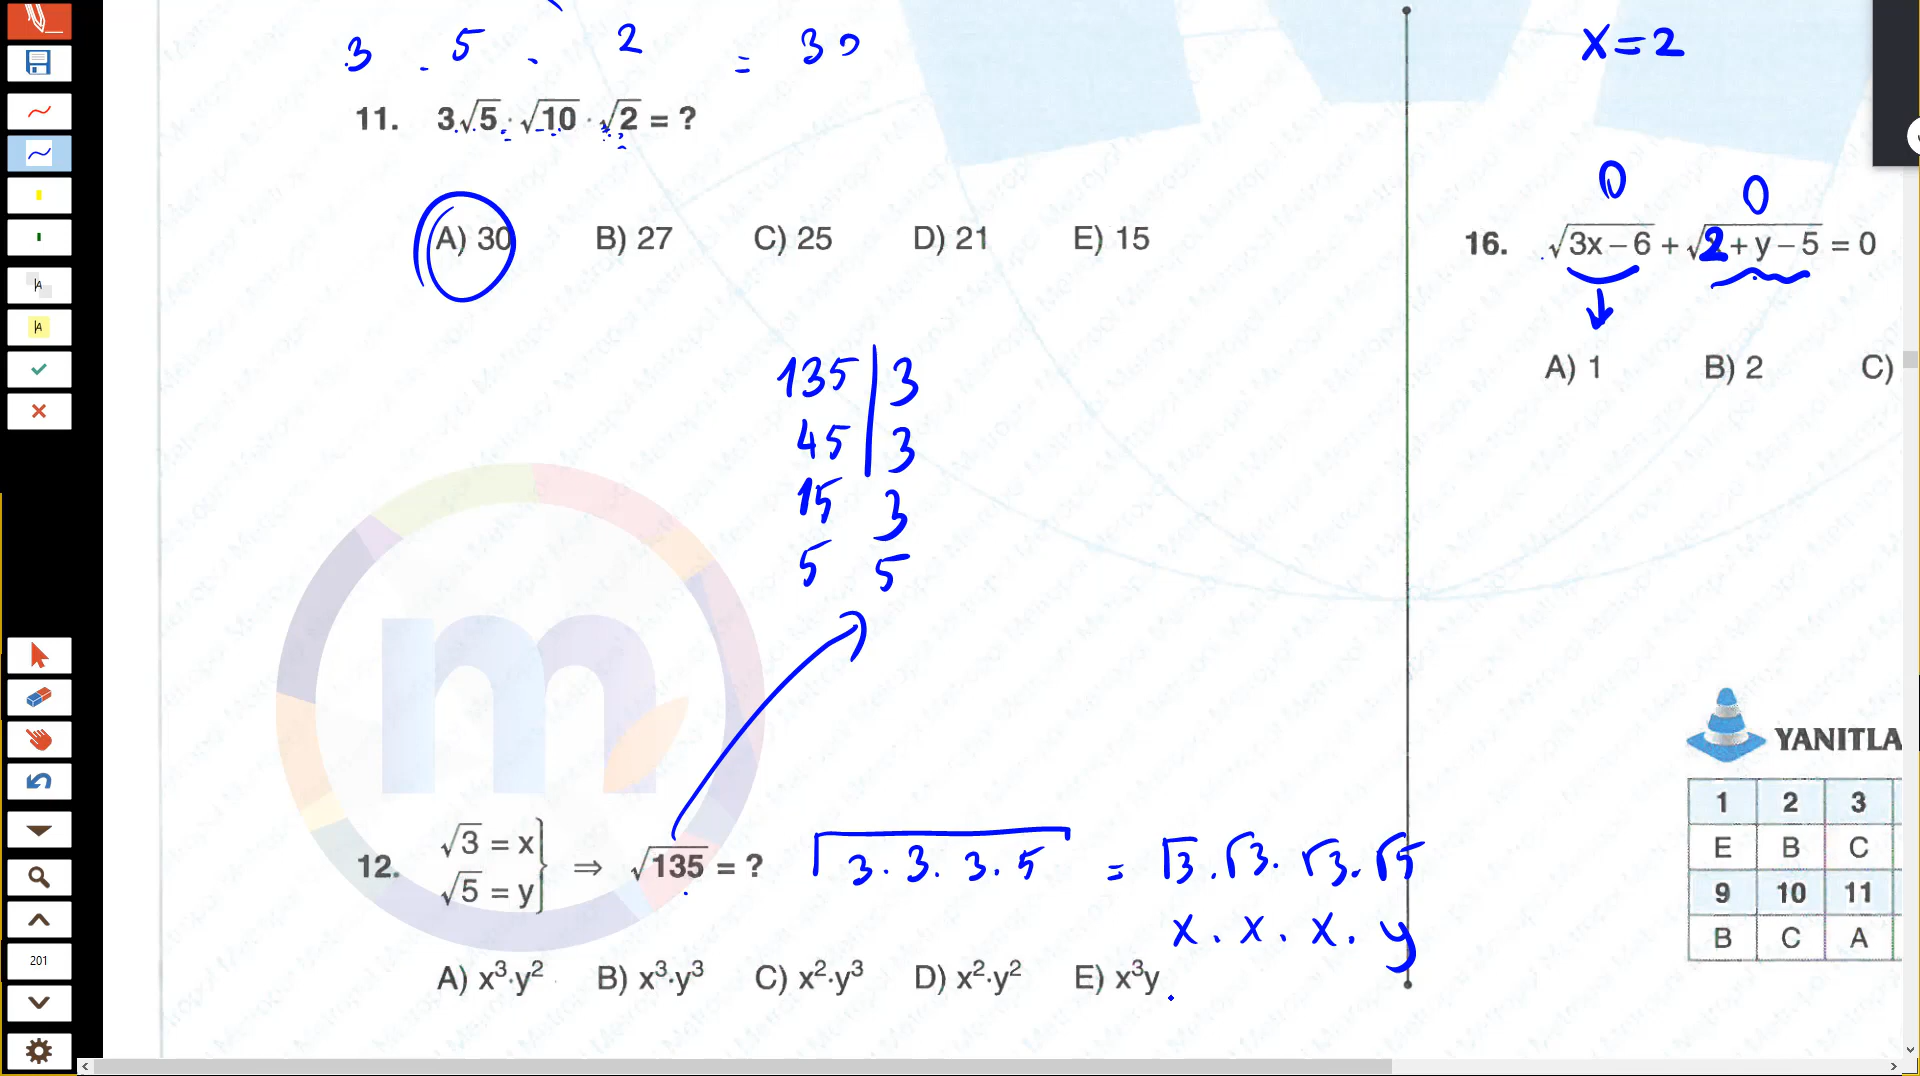 3 . 5 . 2 = 30
11. 3√5 · √10 · √2 = ?
A) 30 B) 27 C) 25 D) 21 E) 15
135 | 3
45 | 3
15 3
5 5
12. √3 = x
√5 = y} ⇒ √135 = ?
√3.3.3.5 = √3.√3.√3.√5
x . x . x . y
A) x³·y² B) x³·y³ C) x²·y³ D) x²·y² E) x³y
x=2
0 0
16. √3x – 6 + √2 + y – 5 = 0
A) 1 B) 2 C)
YANITLA
1 2 3
E B C
9 10 11
B C A
201